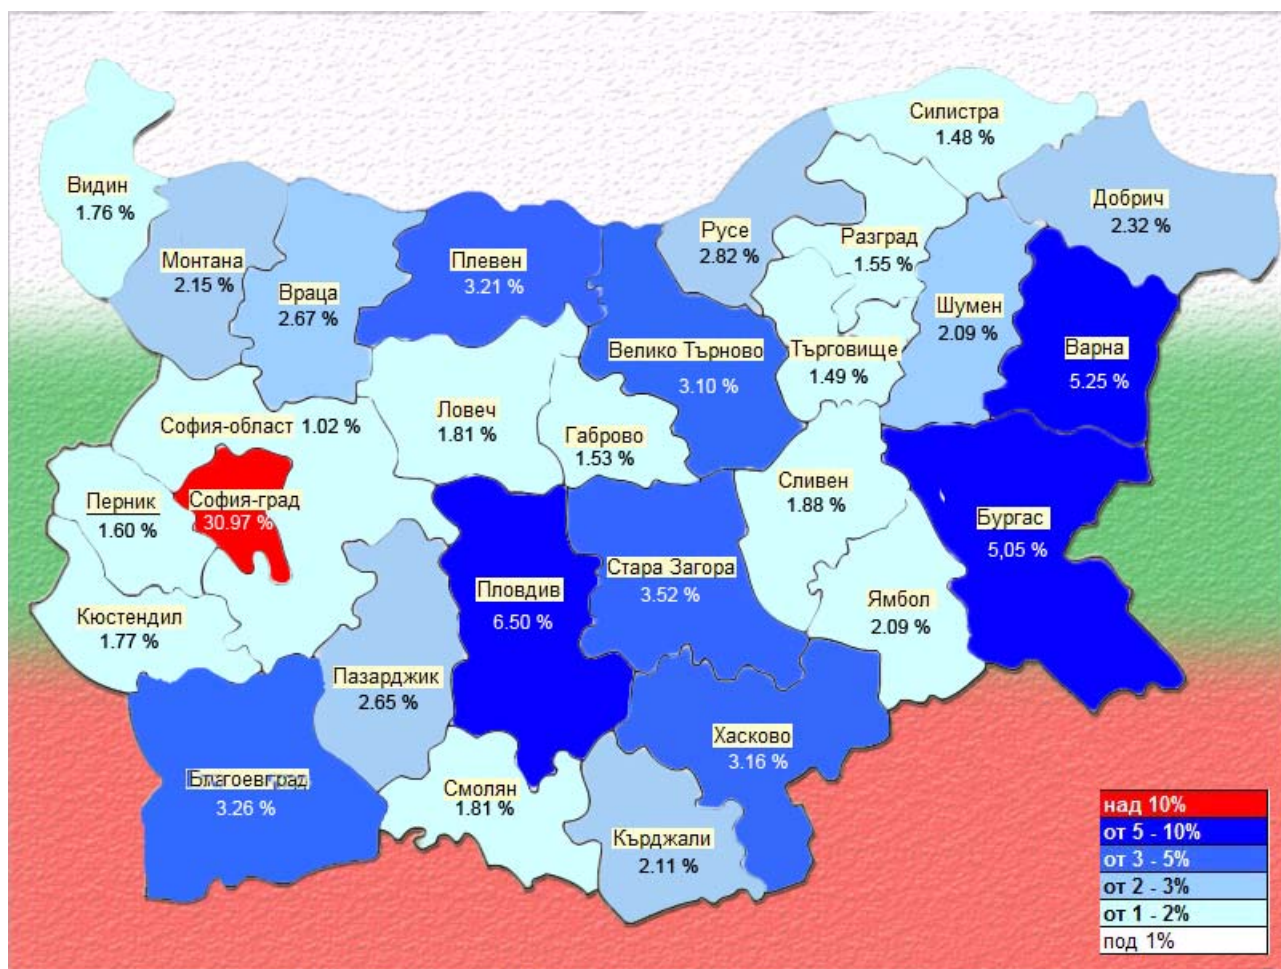 Силистра
1.48 %
Видин
1.76 %
Добрич
2.32 %
Русе
2.82 %
Разград
1.55 %
Монтана
2.15 %
Плевен
3.21 %
Враца
2.67 %
Шумен
2.09 %
Велико Търново
3.10 %
Търговище
1.49 %
Варна
5.25 %
София-област 1.02 %
Ловеч
1.81 %
Габрово
1.53 %
Сливен
1.88 %
Перник
1.60 %
София-град
30.97 %
Бургас
5,05 %
Стара Загора
3.52 %
Пловдив
6.50 %
Ямбол
2.09 %
Кюстендил
1.77 %
Пазарджик
2.65 %
Хасково
3.16 %
Благоевград
3.26 %
Смолян
1.81 %
Кърджали
2.11 %
над 10%
от 5 - 10%
от 3 - 5%
от 2 - 3%
от 1 - 2%
под 1%